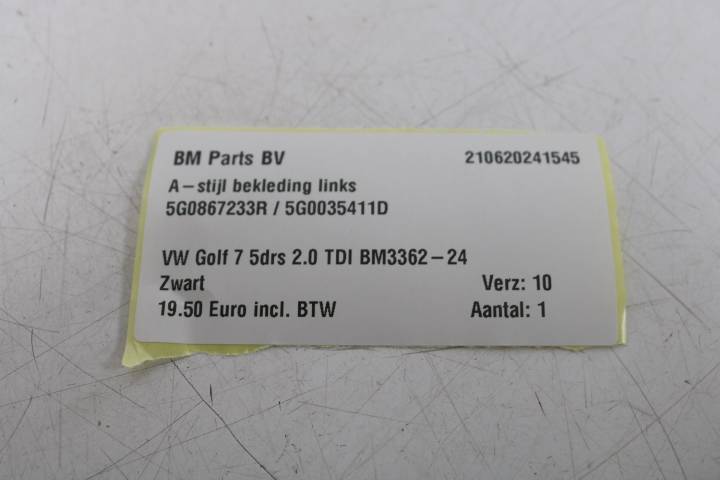 BM Parts BV 210620241545
A-stijl bekleding links
5G0867233R / 5G0035411D
VW Golf 7 5drs 2.0 TDI BM3362-24
Zwart Verz: 10
19.50 Euro incl. BTW Aantal: 1